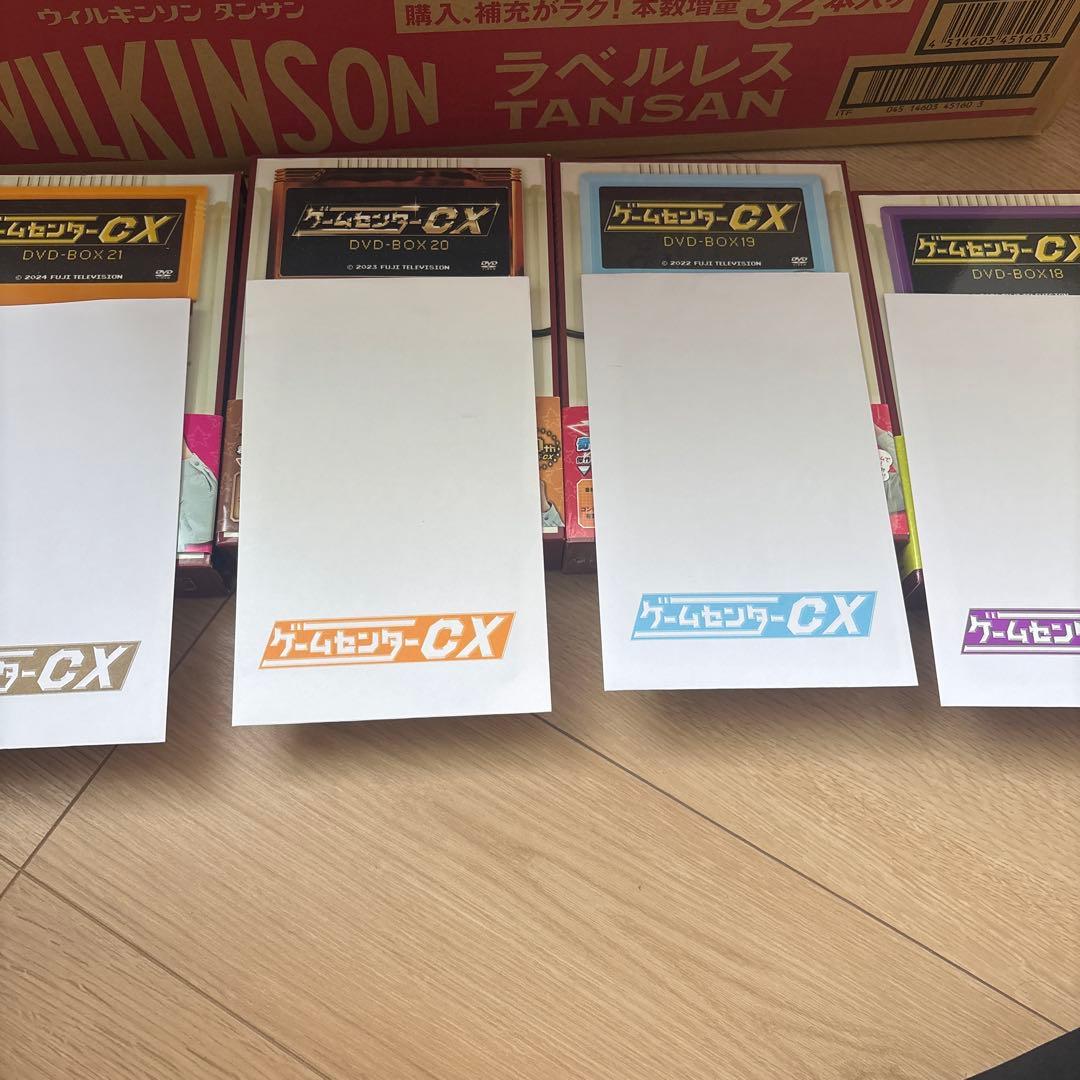 ウィルキンソン タンサン
購入、補充がラク！本数増量32本入り
WILKINSON
ラベルレス
TANSAN
4 514603 451603
ITF 045 14603 45160 3
ゲームセンターCX
DVD-BOX21
© 2024 FUJI TELEVISION
DVD
ゲームセンターCX
DVD-BOX20
© 2023 FUJI TELEVISION
DVD
ゲームセンターCX
DVD-BOX19
© 2022 FUJI TELEVISION
DVD
ゲームセンターCX
DVD-BOX18
ターCX
ゲームセンターCX
ゲームセンターCX
ゲームセン